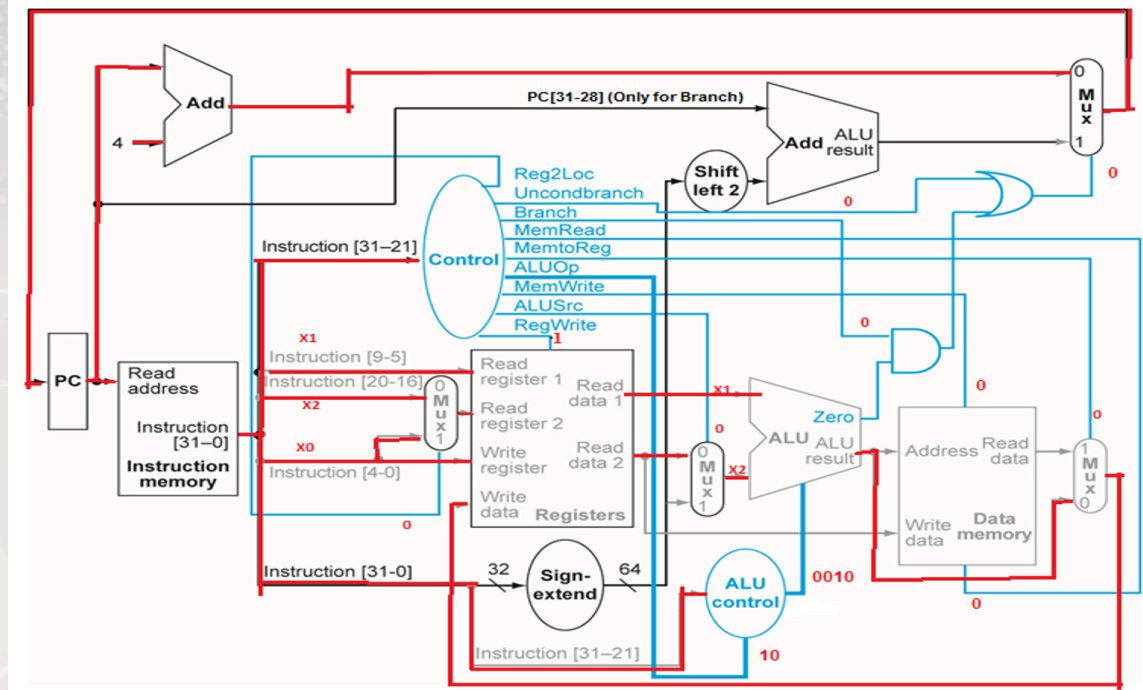 0
Add
M
u
x
PC[31-28] (Only for Branch)
4
Add ALU
result
1
Shift
left 2
0
0
Reg2Loc
Uncondbranch
Branch
MemRead
MemtoReg
ALUOp
MemWrite
ALUSrc
RegWrite
Instruction [31–21]
Control
0
1
X1
Instruction [9-5]
PC
Read
address
Instruction
[31–0]
Instruction
memory
Instruction [20-16]
X2
X0
Instruction [4-0]
0
M
u
x
1
0
Read
register 1
Read
register 2
Write
register
Write
data
Read
data 1
Read
data 2
Registers
X1
0
0
M
u
x
1
X2
Zero
ALU
ALU
result
0
Address
Read
data
Write
data
Data
memory
0
1
M
u
x
0
Instruction [31-0]
32
Sign-
extend
64
ALU
control
0010
0
Instruction [31–21]
10